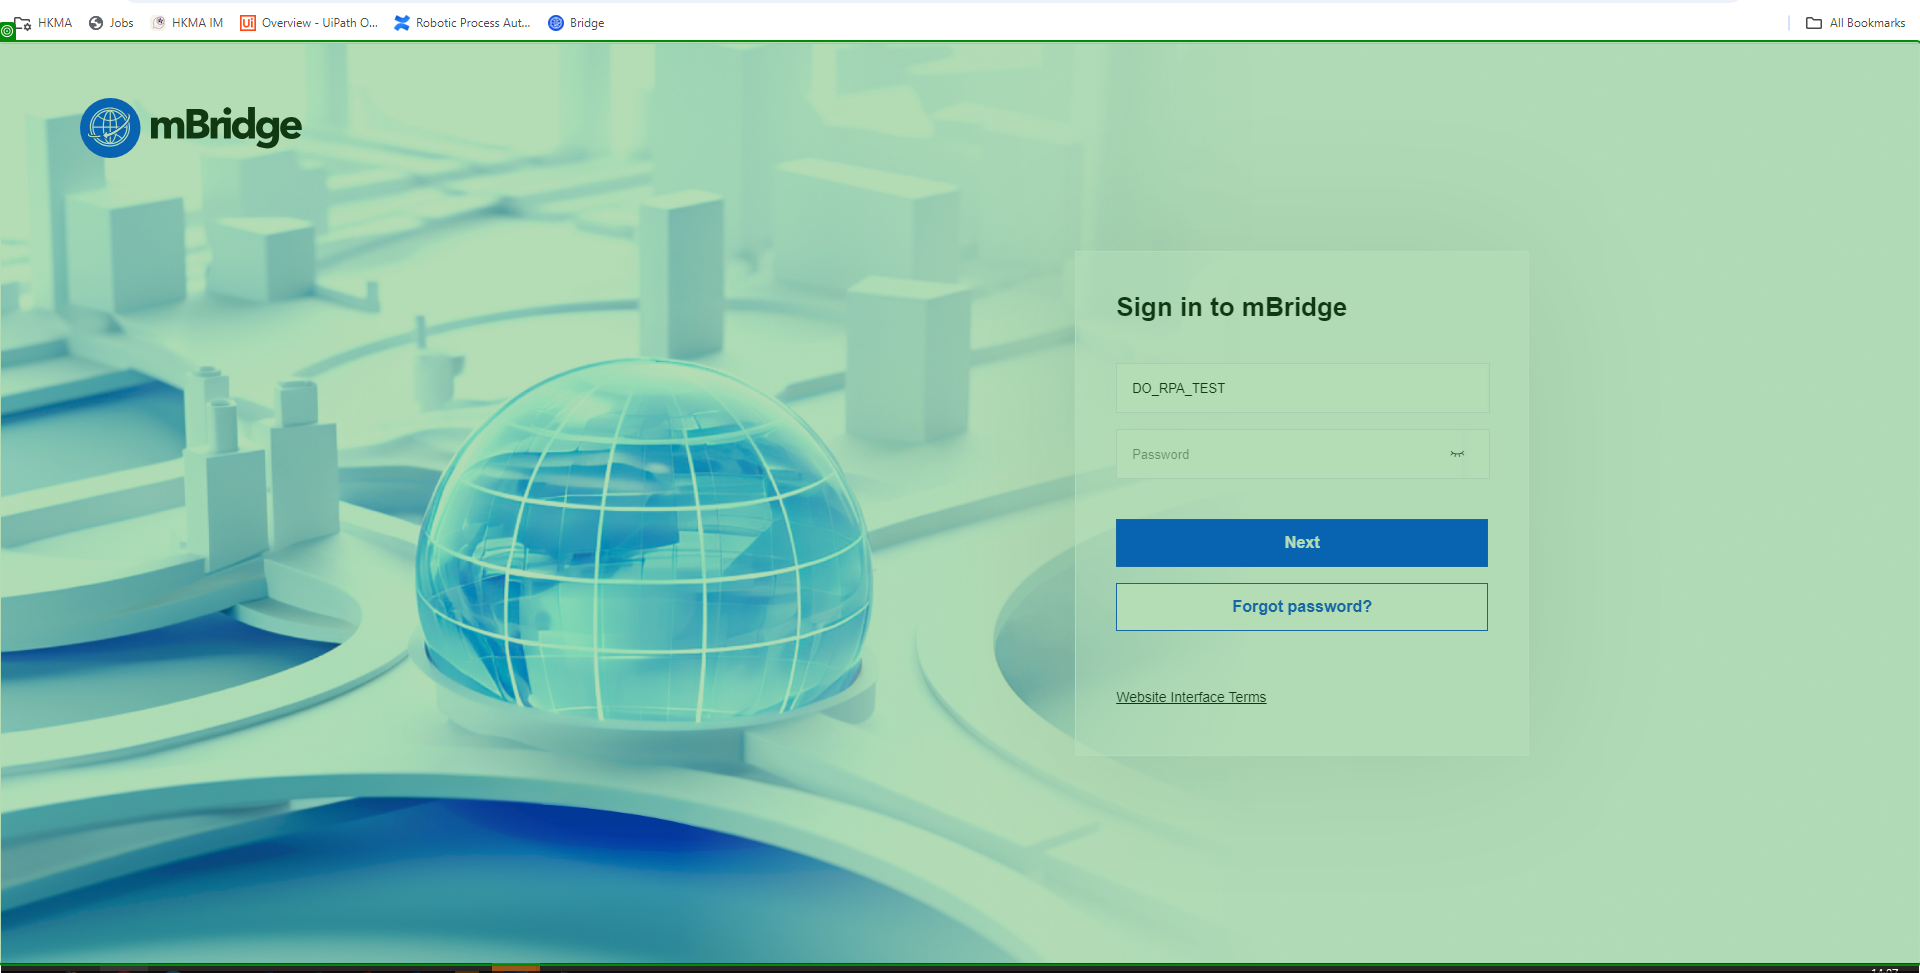 HKMA Jobs HKMA IM Overview - UiPath O... Robotic Process Aut... Bridge All Bookmarks
mBridge
Sign in to mBridge
DO_RPA_TEST
Password
Next
Forgot password?
Website Interface Terms